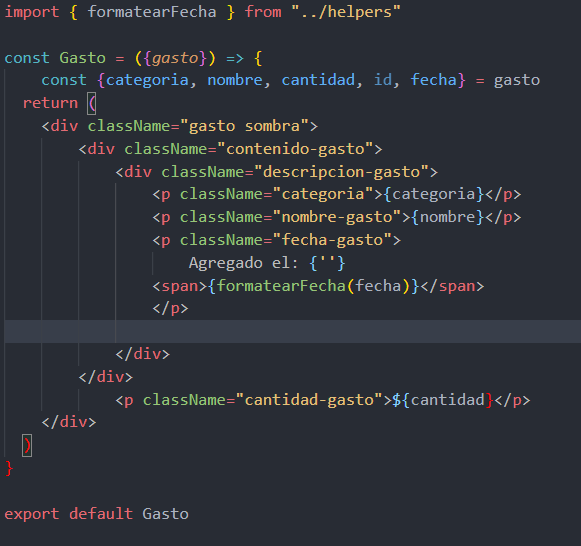 import { formatearFecha } from "../helpers"

const Gasto = ({gasto}) => {
    const {categoria, nombre, cantidad, id, fecha} = gasto
  return (
    <div className="gasto sombra">
        <div className="contenido-gasto">
            <div className="descripcion-gasto">
                <p className="categoria">{categoria}</p>
                <p className="nombre-gasto">{nombre}</p>
                <p className="fecha-gasto">
                    Agregado el: {''}
                <span>{formatearFecha(fecha)}</span>
                </p>

            </div>
        </div>
            <p className="cantidad-gasto">${cantidad}</p>
    </div>
  )
}

export default Gasto